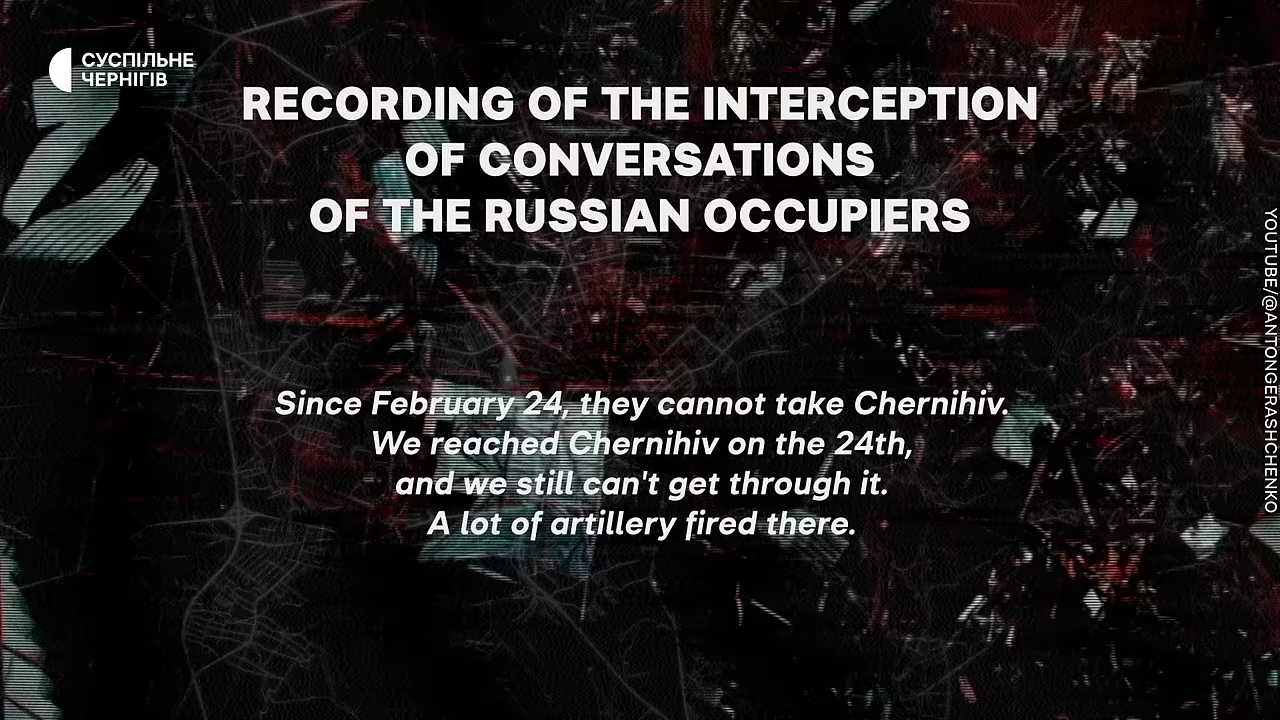 СУСПІЛЬНЕ
ЧЕРНІГІВ
RECORDING OF THE INTERCEPTION
OF CONVERSATIONS
OF THE RUSSIAN OCCUPIERS
Since February 24, they cannot take Chernihiv.
We reached Chernihiv on the 24th,
and we still can't get through it.
A lot of artillery fired there.
YOUTUBE/@ANTONGERASHCHENKO